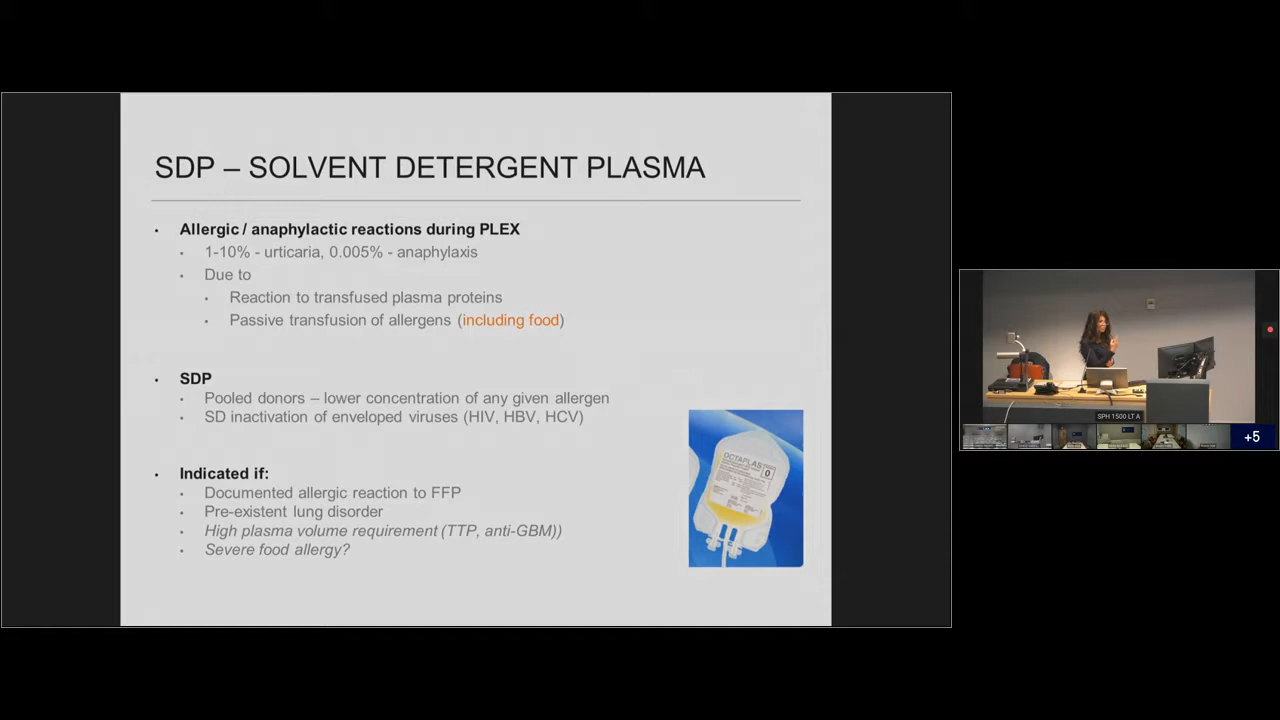 SDP – SOLVENT DETERGENT PLASMA
• Allergic / anaphylactic reactions during PLEX
• 1-10% - urticaria, 0.005% - anaphylaxis
• Due to
• Reaction to transfused plasma proteins
• Passive transfusion of allergens (including food)
• SDP
• Pooled donors – lower concentration of any given allergen
• SD inactivation of enveloped viruses (HIV, HBV, HCV)
• Indicated if:
• Documented allergic reaction to FFP
• Pre-existent lung disorder
• High plasma volume requirement (TTP, anti-GBM))
• Severe food allergy?
OCTAPLAS
0
SPH 1500 LT A
+5